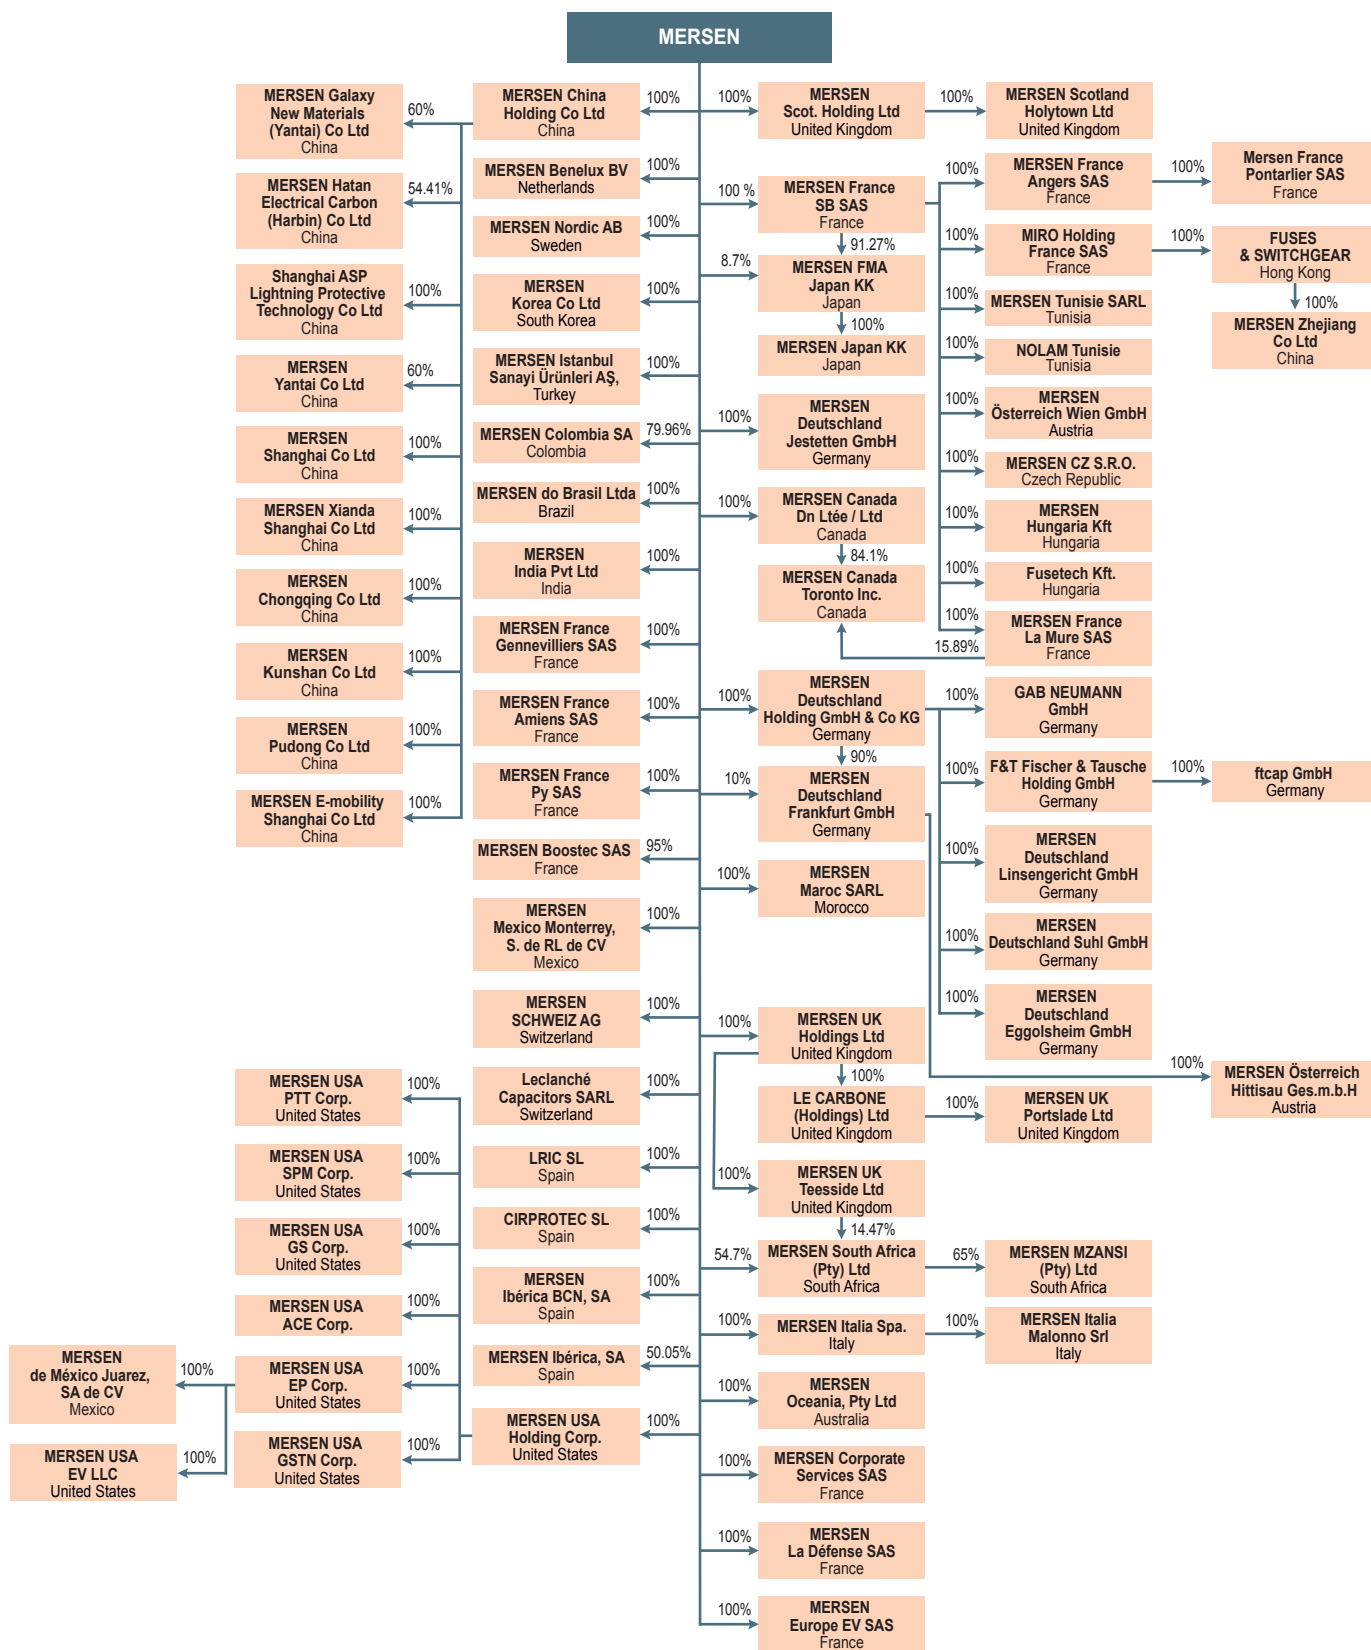 MERSEN
MERSEN Galaxy
New Materials
(Yantai) Co Ltd
China
60%
MERSEN Hatan
Electrical Carbon
(Harbin) Co Ltd
China
54.41%
Shanghai ASP
Lightning Protective
Technology Co Ltd
China
100%
MERSEN
Yantai Co Ltd
China
60%
MERSEN
Shanghai Co Ltd
China
100%
MERSEN Xianda
Shanghai Co Ltd
China
100%
MERSEN
Chongqing Co Ltd
China
100%
MERSEN
Kunshan Co Ltd
China
100%
MERSEN
Pudong Co Ltd
China
100%
MERSEN E-mobility
Shanghai Co Ltd
China
100%
MERSEN USA
PTT Corp.
United States
100%
MERSEN USA
SPM Corp.
United States
100%
MERSEN USA
GS Corp.
United States
100%
MERSEN USA
ACE Corp.
100%
MERSEN USA
EP Corp.
United States
100%
MERSEN USA
GSTN Corp.
United States
100%
MERSEN
de México Juarez,
SA de CV
Mexico
100%
MERSEN USA
EV LLC
United States
100%
MERSEN China
Holding Co Ltd
China
100%
MERSEN Benelux BV
Netherlands
100%
MERSEN Nordic AB
Sweden
100%
MERSEN
Korea Co Ltd
South Korea
100%
MERSEN Istanbul
Sanayi Ürünleri AŞ,
Turkey
100%
MERSEN Colombia SA
Colombia
79.96%
MERSEN do Brasil Ltda
Brazil
100%
MERSEN
India Pvt Ltd
India
100%
MERSEN France
Gennevilliers SAS
France
100%
MERSEN France
Amiens SAS
France
100%
MERSEN France
Py SAS
France
100%
MERSEN Boostec SAS
France
95%
MERSEN
Mexico Monterrey,
S. de RL de CV
Mexico
100%
MERSEN
SCHWEIZ AG
Switzerland
100%
Leclanché
Capacitors SARL
Switzerland
100%
LRIC SL
Spain
100%
CIRPROTEC SL
Spain
100%
MERSEN
Ibérica BCN, SA
Spain
100%
MERSEN Ibérica, SA
Spain
50.05%
MERSEN USA
Holding Corp.
United States
100%
100%
MERSEN
Scot. Holding Ltd
United Kingdom
100%
MERSEN Scotland
Holytown Ltd
United Kingdom
100 %
MERSEN France
SB SAS
France
91.27%
8.7%
MERSEN FMA
Japan KK
Japan
100%
MERSEN Japan KK
Japan
100%
MERSEN
Deutschland
Jestetten GmbH
Germany
100%
MERSEN Canada
Dn Ltée / Ltd
Canada
84.1%
MERSEN Canada
Toronto Inc.
Canada
100%
MERSEN France
Angers SAS
France
100%
Mersen France
Pontarlier SAS
France
100%
MIRO Holding
France SAS
France
100%
FUSES
& SWITCHGEAR
Hong Kong
100%
MERSEN Zhejiang
Co Ltd
China
100%
MERSEN Tunisie SARL
Tunisia
100%
NOLAM Tunisie
Tunisia
100%
MERSEN
Österreich Wien GmbH
Austria
100%
MERSEN CZ S.R.O.
Czech Republic
100%
MERSEN
Hungaria Kft
Hungaria
100%
Fusetech Kft.
Hungaria
100%
MERSEN France
La Mure SAS
France
15.89%
100%
MERSEN
Deutschland
Holding GmbH & Co KG
Germany
90%
10%
MERSEN
Deutschland
Frankfurt GmbH
Germany
100%
GAB NEUMANN
GmbH
Germany
100%
F&T Fischer & Tausche
Holding GmbH
Germany
100%
ftcap GmbH
Germany
100%
MERSEN
Deutschland
Linsengericht GmbH
Germany
100%
MERSEN
Deutschland Suhl GmbH
Germany
100%
MERSEN
Deutschland
Eggolsheim GmbH
Germany
100%
MERSEN Österreich
Hittisau Ges.m.b.H
Austria
100%
MERSEN
Maroc SARL
Morocco
100%
MERSEN UK
Holdings Ltd
United Kingdom
100%
LE CARBONE
(Holdings) Ltd
United Kingdom
100%
MERSEN UK
Portslade Ltd
United Kingdom
100%
MERSEN UK
Teesside Ltd
United Kingdom
14.47%
54.7%
MERSEN South Africa
(Pty) Ltd
South Africa
65%
MERSEN MZANSI
(Pty) Ltd
South Africa
100%
MERSEN Italia Spa.
Italy
100%
MERSEN Italia
Malonno Srl
Italy
100%
MERSEN
Oceania, Pty Ltd
Australia
100%
MERSEN Corporate
Services SAS
France
100%
MERSEN
La Défense SAS
France
100%
MERSEN
Europe EV SAS
France